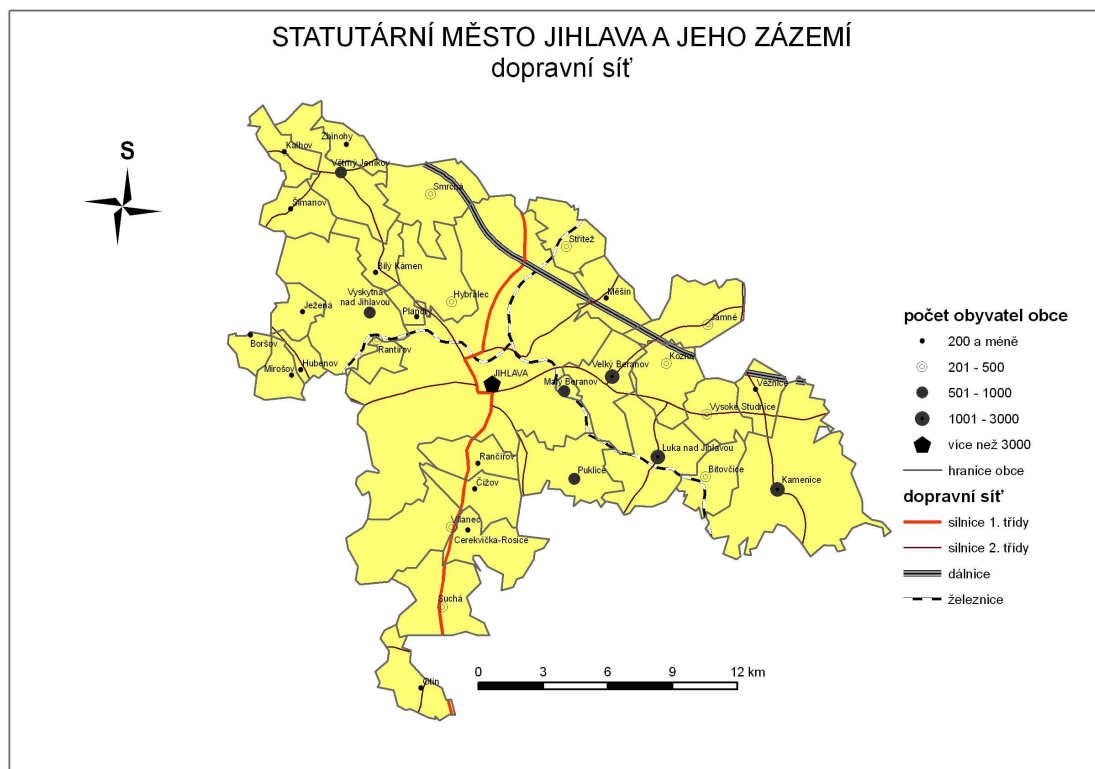 STATUTÁRNÍ MĚSTO JIHLAVA A JEHO ZÁZEMÍ
dopravní síť
S
Zbinohy
Kalhov
Větrný Jeníkov
Smrčná
Šimanov
Střítež
Bílý Kámen
Měšín
Vyskytná
nad Jihlavou
Hybrálec
Ježená
Plandry
Jamné
Boršov
Rantířov
Hubenov
Mirošov
Kozlov
Velký Beranov
JIHLAVA
Malý Beranov
Věžnice
Vysoké Studnice
Luka nad Jihlavou
Rančířov
Puklice
Bítovčice
Kamenice
Čížov
Vílanec
Cerekvička-Rosice
Suchá
Olín
0 3 6 9 12 km
počet obyvatel obce
200 a méně
201 - 500
501 - 1000
1001 - 3000
více než 3000
hranice obce
dopravní síť
silnice 1. třídy
silnice 2. třídy
dálnice
železnice